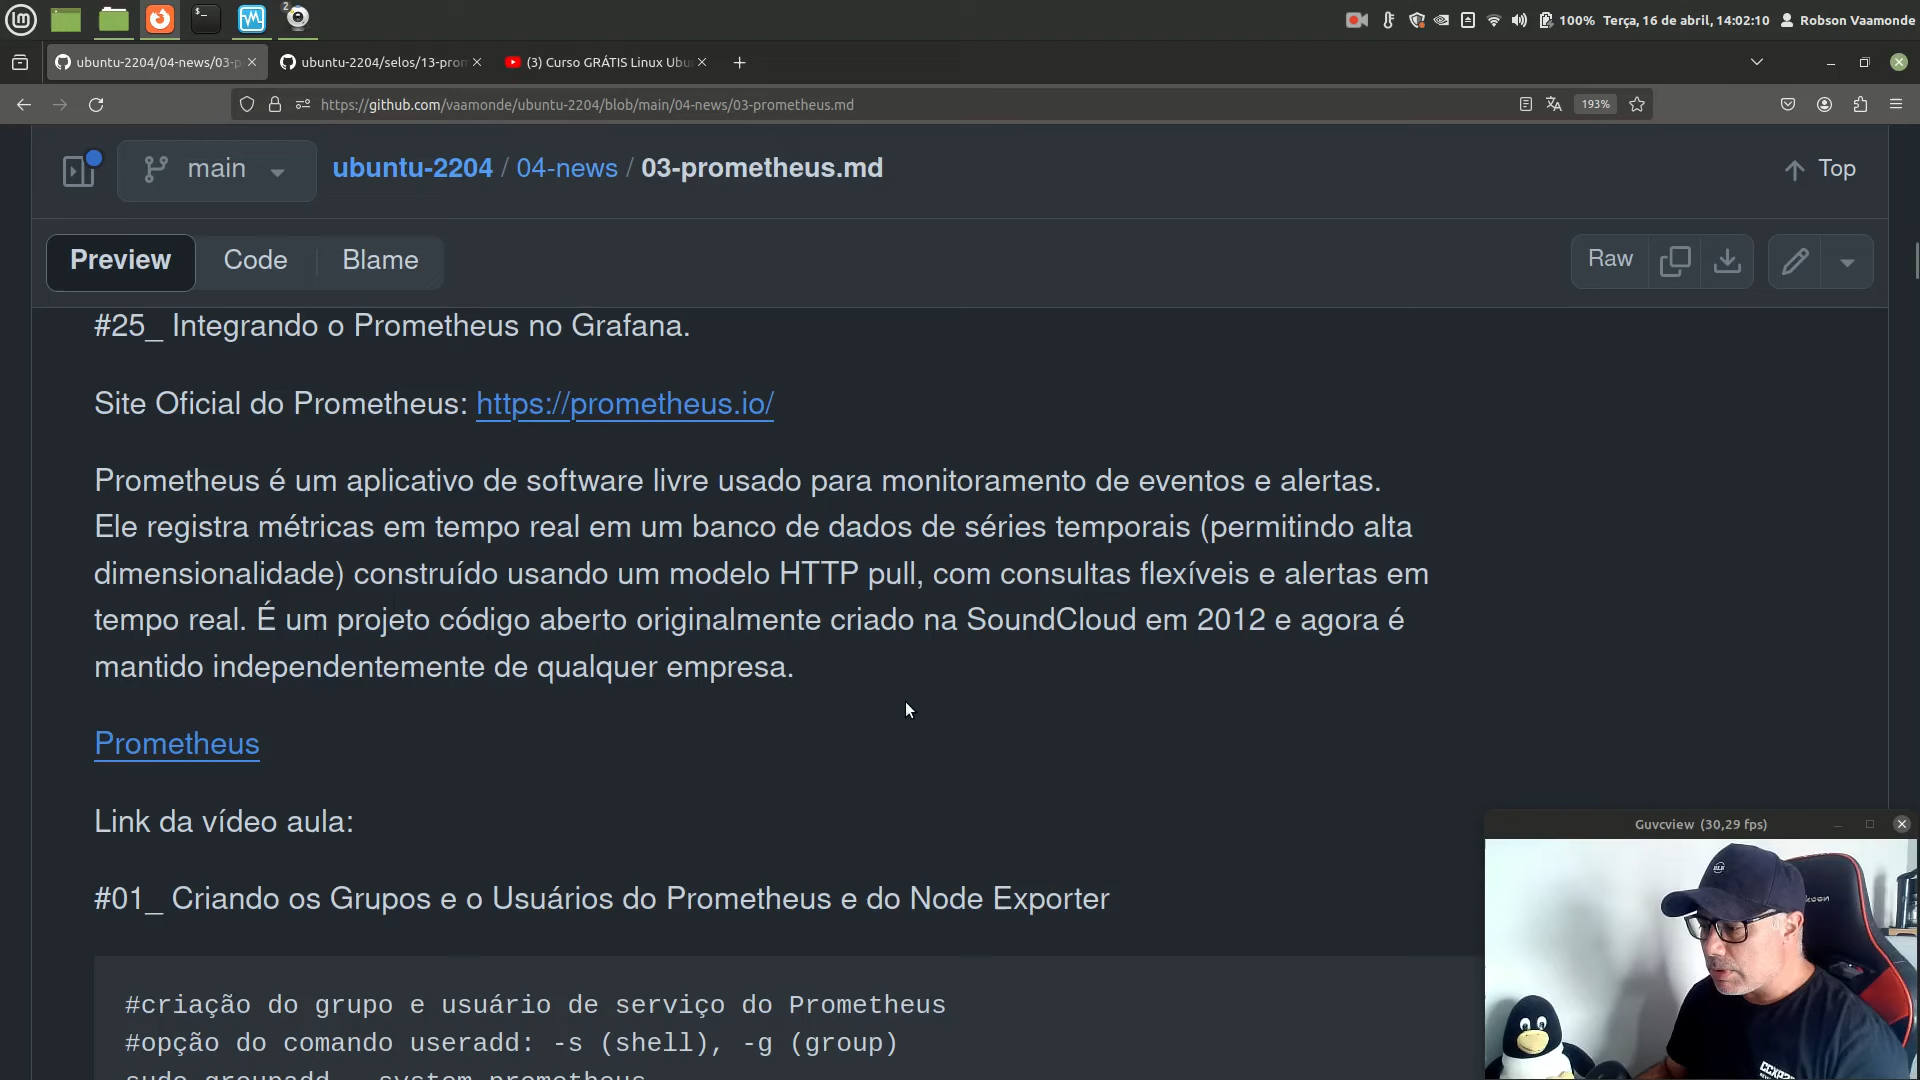 2
100% Terça, 16 de abril, 14:02:10 Robson Vaamonde
ubuntu-2204/04-news/03-p
ubuntu-2204/selos/13-pron
(3) Curso GRÁTIS Linux Ubu
https://github.com/vaamonde/ubuntu-2204/blob/main/04-news/03-prometheus.md
193%
main
ubuntu-2204 / 04-news / 03-prometheus.md
Top
Preview
Code
Blame
Raw
#25_ Integrando o Prometheus no Grafana.
Site Oficial do Prometheus: https://prometheus.io/
Prometheus é um aplicativo de software livre usado para monitoramento de eventos e alertas.
Ele registra métricas em tempo real em um banco de dados de séries temporais (permitindo alta
dimensionalidade) construído usando um modelo HTTP pull, com consultas flexíveis e alertas em
tempo real. É um projeto código aberto originalmente criado na SoundCloud em 2012 e agora é
mantido independentemente de qualquer empresa.
Prometheus
Link da vídeo aula:
#01_ Criando os Grupos e o Usuários do Prometheus e do Node Exporter
#criação do grupo e usuário de serviço do Prometheus
#opção do comando useradd: -s (shell), -g (group)
sudo groupadd --system prometheus
Guvcview (30,29 fps)